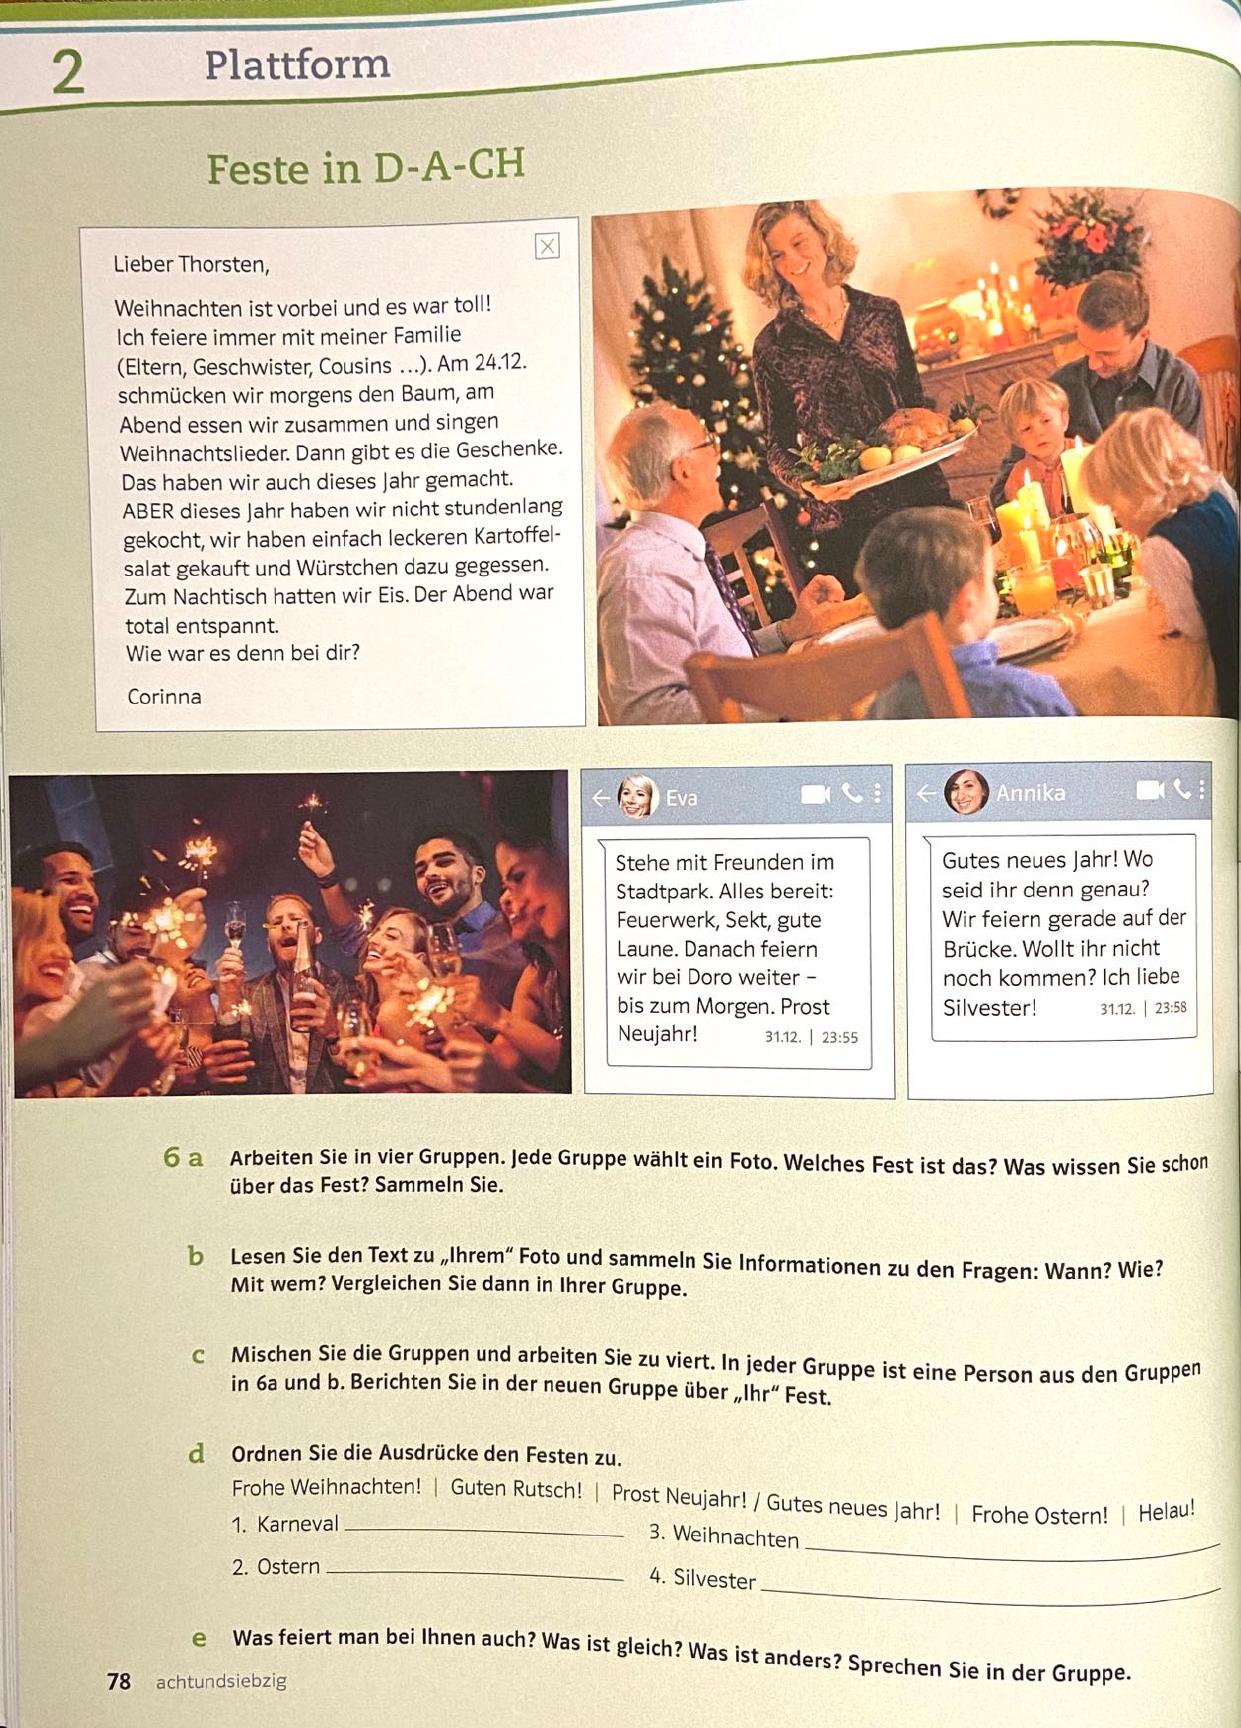 2 Plattform
Feste in D-A-CH
Lieber Thorsten,
Weihnachten ist vorbei und es war toll!
Ich feiere immer mit meiner Familie
(Eltern, Geschwister, Cousins ...). Am 24.12.
schmücken wir morgens den Baum, am
Abend essen wir zusammen und singen
Weihnachtslieder. Dann gibt es die Geschenke.
Das haben wir auch dieses Jahr gemacht.
ABER dieses Jahr haben wir nicht stundenlang
gekocht, wir haben einfach leckeren Kartoffel-
salat gekauft und Würstchen dazu gegessen.
Zum Nachtisch hatten wir Eis. Der Abend war
total entspannt.
Wie war es denn bei dir?
Corinna
Eva
Stehe mit Freunden im
Stadtpark. Alles bereit:
Feuerwerk, Sekt, gute
Laune. Danach feiern
wir bei Doro weiter –
bis zum Morgen. Prost
Neujahr! 31.12. | 23:55
Annika
Gutes neues Jahr! Wo
seid ihr denn genau?
Wir feiern gerade auf der
Brücke. Wollt ihr nicht
noch kommen? Ich liebe
Silvester! 31.12. | 23:58
6 a Arbeiten Sie in vier Gruppen. Jede Gruppe wählt ein Foto. Welches Fest ist das? Was wissen Sie schon
über das Fest? Sammeln Sie.
b Lesen Sie den Text zu „Ihrem“ Foto und sammeln Sie Informationen zu den Fragen: Wann? Wie?
Mit wem? Vergleichen Sie dann in Ihrer Gruppe.
c Mischen Sie die Gruppen und arbeiten Sie zu viert. In jeder Gruppe ist eine Person aus den Gruppen
in 6a und b. Berichten Sie in der neuen Gruppe über „Ihr“ Fest.
d Ordnen Sie die Ausdrücke den Festen zu.
Frohe Weihnachten! | Guten Rutsch! | Prost Neujahr! / Gutes neues Jahr! | Frohe Ostern! | Helau!
1. Karneval
2. Ostern
3. Weihnachten
4. Silvester
e Was feiert man bei Ihnen auch? Was ist gleich? Was ist anders? Sprechen Sie in der Gruppe.
78 achtundsiebzig